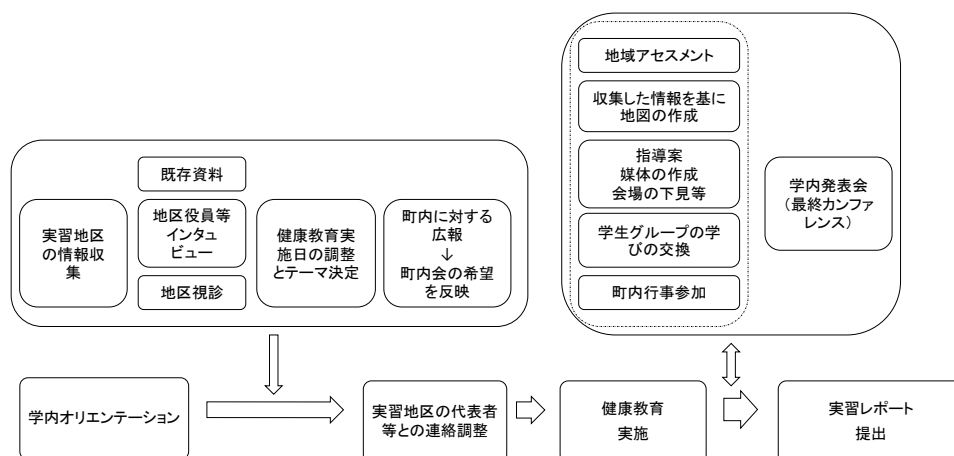 地域アセスメント
収集した情報を基に
地図の作成
指導案
媒体の作成
会場の下見等
学生グループの学
びの交換
町内行事参加
学内発表会
(最終カンファ
レンス)
実習地区
の情報収
集
既存資料
地区役員等
インタュ
ビュー
地区視診
健康教育実
施日の調整
とテーマ決定
町内に対する
広報
↓
町内会の希望
を反映
学内オリエンテーション
実習地区の代表者
等との連絡調整
健康教育
実施
実習レポート
提出